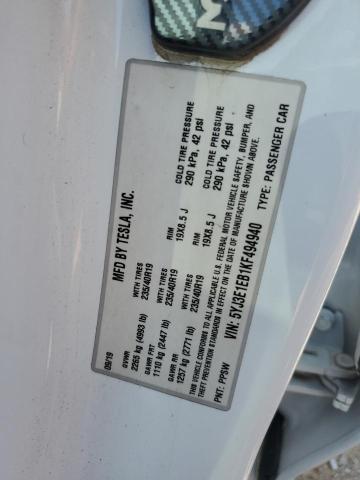 MFD BY TESLA, INC.
09/19
GVWR
2265 kg (4993 lb)
GAWR FRT WITH TIRES RIM COLD TIRE PRESSURE
1110 kg (2447 lb) 235/40R19 19X8.5 J 290 kPa, 42 psi
GAWR RR WITH TIRES RIM COLD TIRE PRESSURE
1257 kg (2771 lb) 235/40R19 19X8.5 J 290 kPa, 42 psi
THIS VEHICLE CONFORMS TO ALL APPLICABLE U.S. FEDERAL MOTOR VEHICLE SAFETY, BUMPER, AND
THEFT PREVENTION STANDARDS IN EFFECT ON THE DATE OF MANUFACTURE SHOWN ABOVE.
VIN: 5YJ3E1EB1KF494940
PNT: PPSW TYPE: PASSENGER CAR